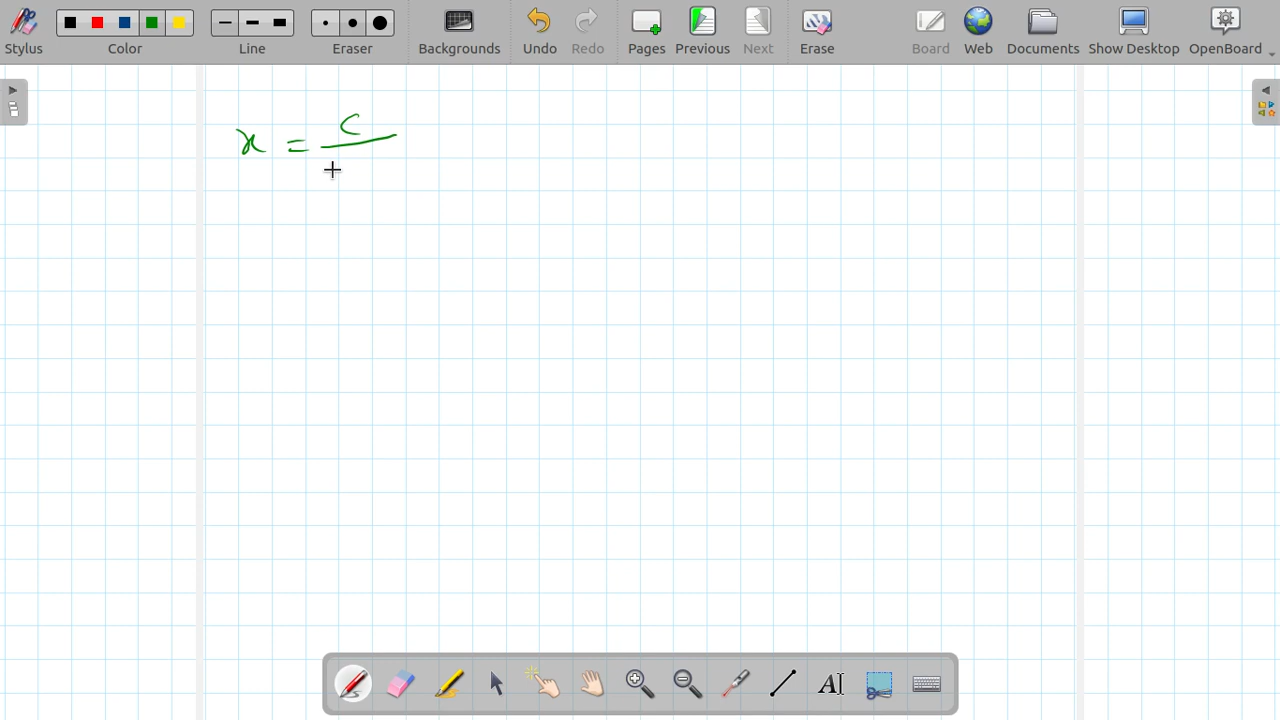 Stylus Color Line Eraser Backgrounds Undo Redo Pages Previous Next Erase Board Web Documents Show Desktop OpenBoard
x = c/